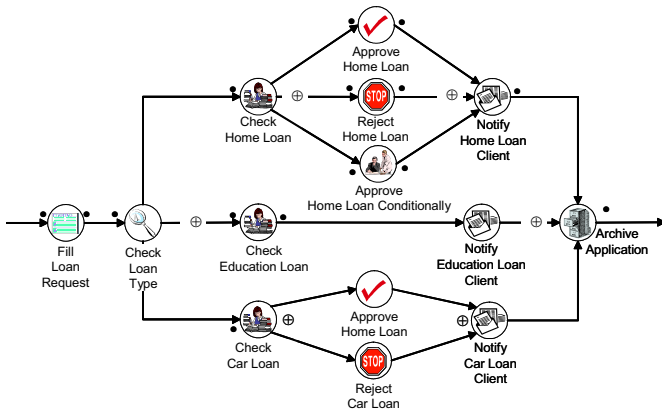 Approve
Home Loan
STOP
Check
Home Loan
Reject
Home Loan
Notify
Home Loan
Client
Approve
Home Loan Conditionally
Fill
Loan
Request
Check
Loan
Type
Check
Education Loan
Notify
Education Loan
Client
Archive
Application
Approve
Home Loan
Check
Car Loan
STOP
Reject
Car Loan
Notify
Car Loan
Client